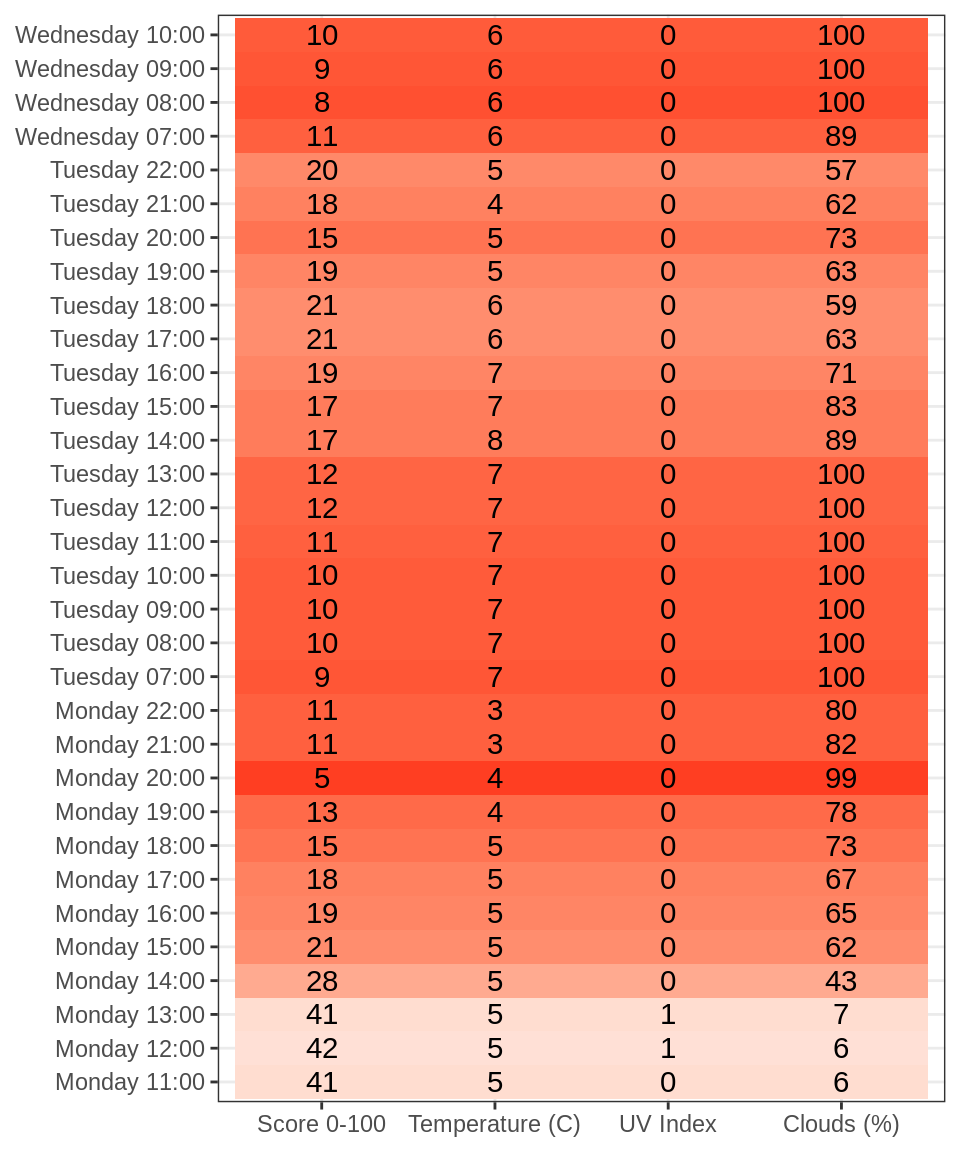 Wednesday 10:00 10 6 0 100
Wednesday 09:00 9 6 0 100
Wednesday 08:00 8 6 0 100
Wednesday 07:00 11 6 0 89
Tuesday 22:00 20 5 0 57
Tuesday 21:00 18 4 0 62
Tuesday 20:00 15 5 0 73
Tuesday 19:00 19 5 0 63
Tuesday 18:00 21 6 0 59
Tuesday 17:00 21 6 0 63
Tuesday 16:00 19 7 0 71
Tuesday 15:00 17 7 0 83
Tuesday 14:00 17 8 0 89
Tuesday 13:00 12 7 0 100
Tuesday 12:00 12 7 0 100
Tuesday 11:00 11 7 0 100
Tuesday 10:00 10 7 0 100
Tuesday 09:00 10 7 0 100
Tuesday 08:00 10 7 0 100
Tuesday 07:00 9 7 0 100
Monday 22:00 11 3 0 80
Monday 21:00 11 3 0 82
Monday 20:00 5 4 0 99
Monday 19:00 13 4 0 78
Monday 18:00 15 5 0 73
Monday 17:00 18 5 0 67
Monday 16:00 19 5 0 65
Monday 15:00 21 5 0 62
Monday 14:00 28 5 0 43
Monday 13:00 41 5 1 7
Monday 12:00 42 5 1 6
Monday 11:00 41 5 0 6
Score 0-100 Temperature (C) UV Index Clouds (%)